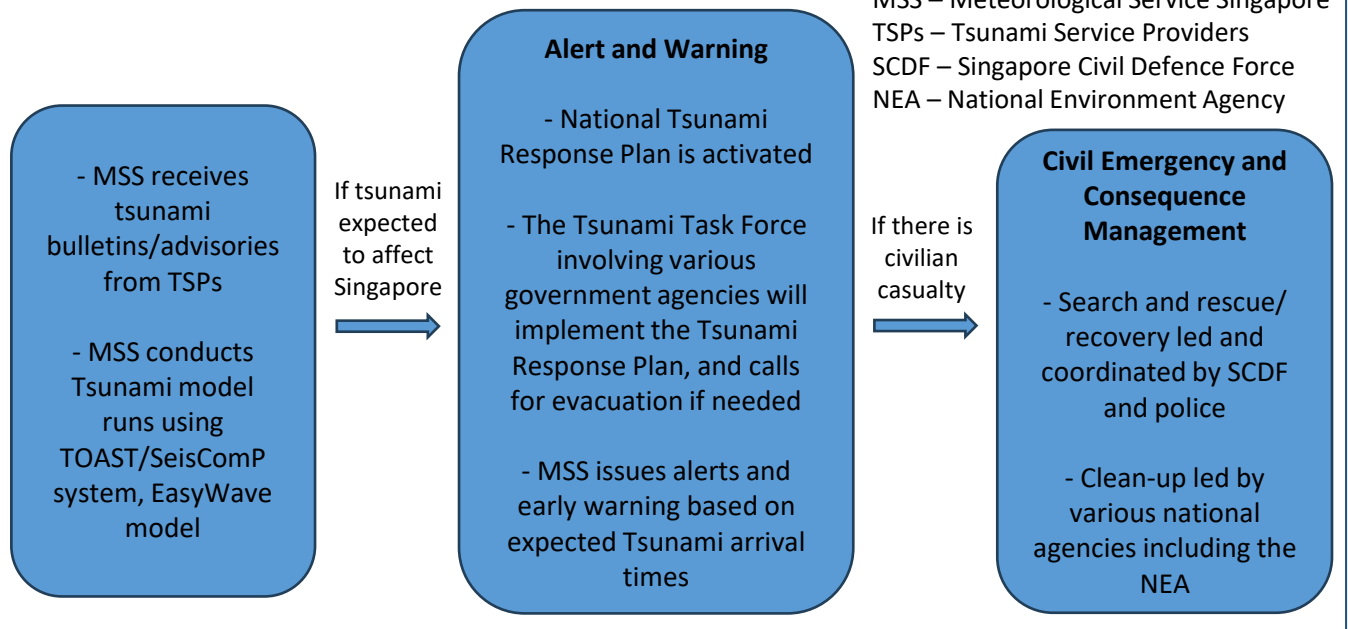 MSS – Meteorological Service Singapore
TSPs – Tsunami Service Providers
SCDF – Singapore Civil Defence Force
NEA – National Environment Agency
- MSS receives
tsunami
bulletins/advisories
from TSPs
- MSS conducts
Tsunami model
runs using
TOAST/SeisComP
system, EasyWave
model
If tsunami
expected
to affect
Singapore
Alert and Warning
- National Tsunami
Response Plan is activated
- The Tsunami Task Force
involving various
government agencies will
implement the Tsunami
Response Plan, and calls
for evacuation if needed
- MSS issues alerts and
early warning based on
expected Tsunami arrival
times
If there is
civilian
casualty
Civil Emergency and
Consequence
Management
- Search and rescue/
recovery led and
coordinated by SCDF
and police
- Clean-up led by
various national
agencies including the
NEA